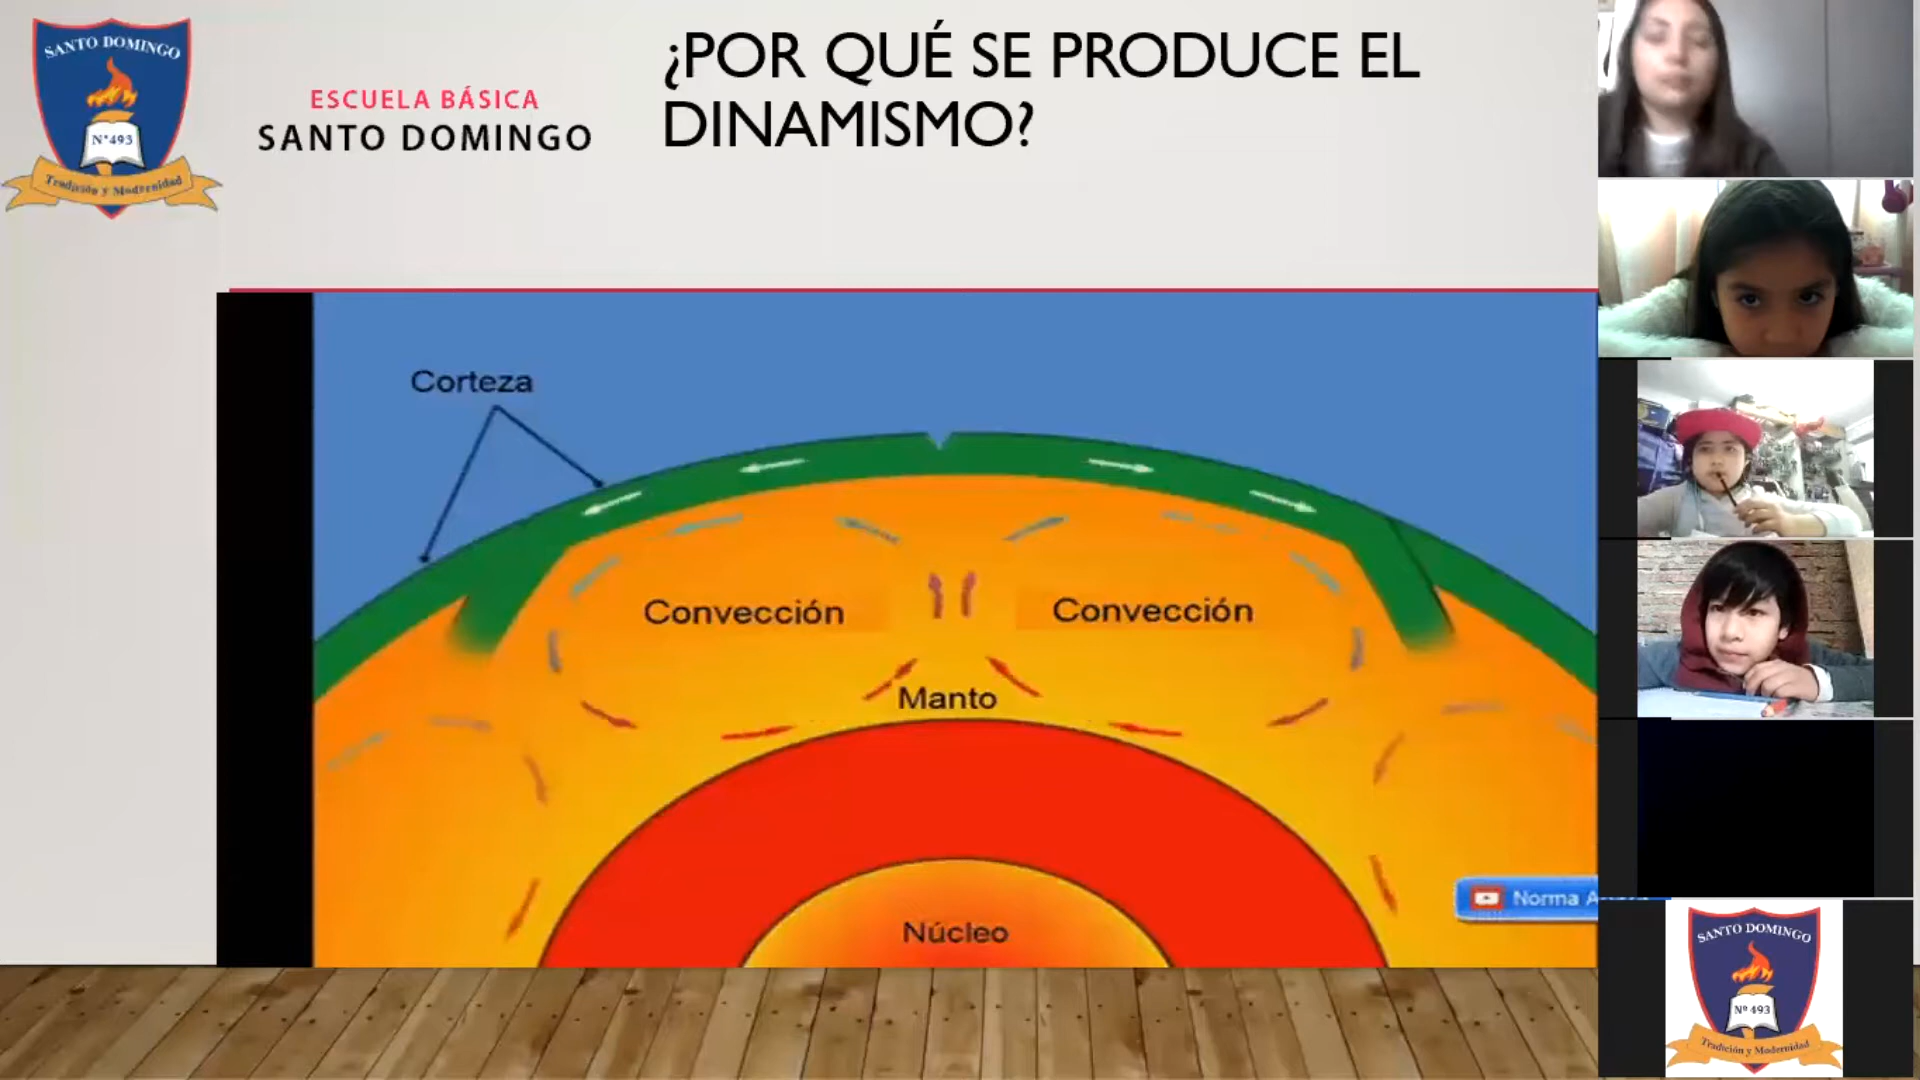 SANTO DOMINGO
N°493
Tradición y Modernidad
ESCUELA BÁSICA
SANTO DOMINGO
¿POR QUÉ SE PRODUCE EL
DINAMISMO?
Corteza
Convección
Convección
Manto
Núcleo
Norma
SANTO DOMINGO
Nº 493
Tradición y Modernidad